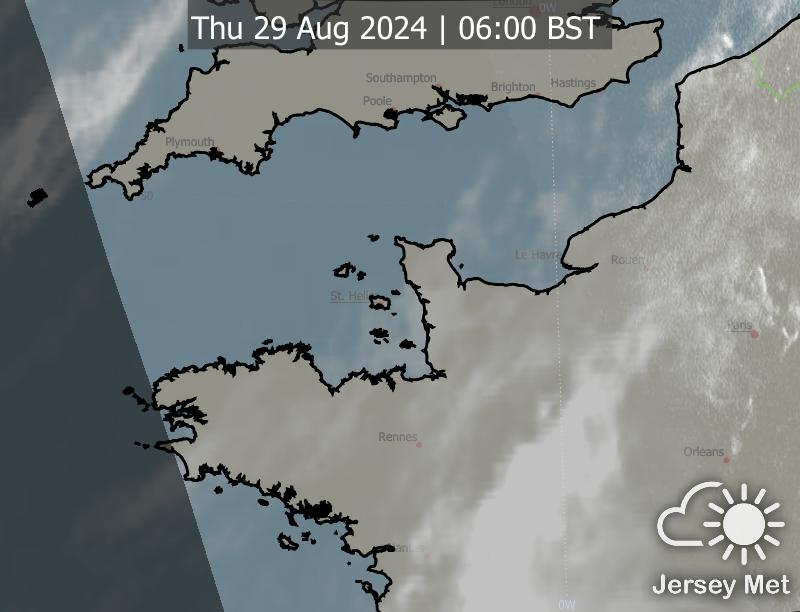 London
0W
Thu 29 Aug 2024 | 06:00 BST
Southampton
Brighton
Hastings
Poole
Plymouth
50
Le Havre
Rouen
St. Helier
Paris
Rennes
Orleans
Jersey Met
0W